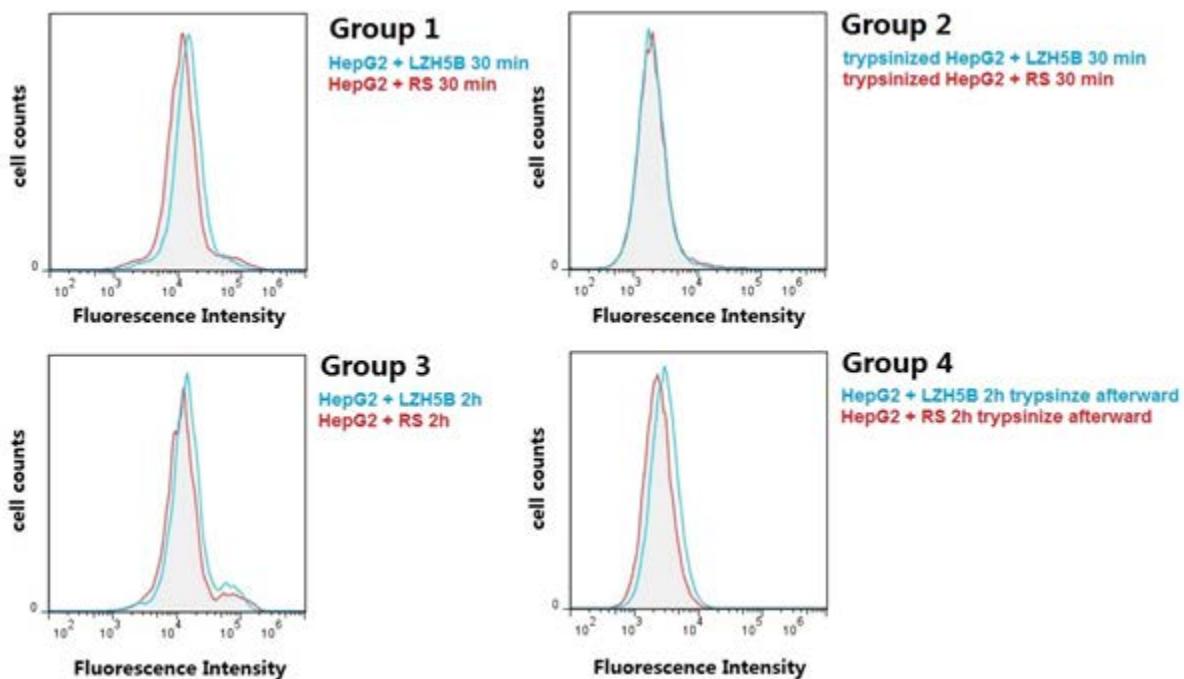 Group 1
HepG2 + LZH5B 30 min
HepG2 + RS 30 min
cell counts
0
10² 10³ 10⁴ 10⁵ 10⁶
Fluorescence Intensity
Group 2
trypsinized HepG2 + LZH5B 30 min
trypsinized HepG2 + RS 30 min
cell counts
0
10² 10³ 10⁴ 10⁵ 10⁶
Fluorescence Intensity
Group 3
HepG2 + LZH5B 2h
HepG2 + RS 2h
cell counts
0
10² 10³ 10⁴ 10⁵ 10⁶
Fluorescence Intensity
Group 4
HepG2 + LZH5B 2h trypsinze afterward
HepG2 + RS 2h trypsinize afterward
cell counts
0
10² 10³ 10⁴ 10⁵ 10⁶
Fluorescence Intensity